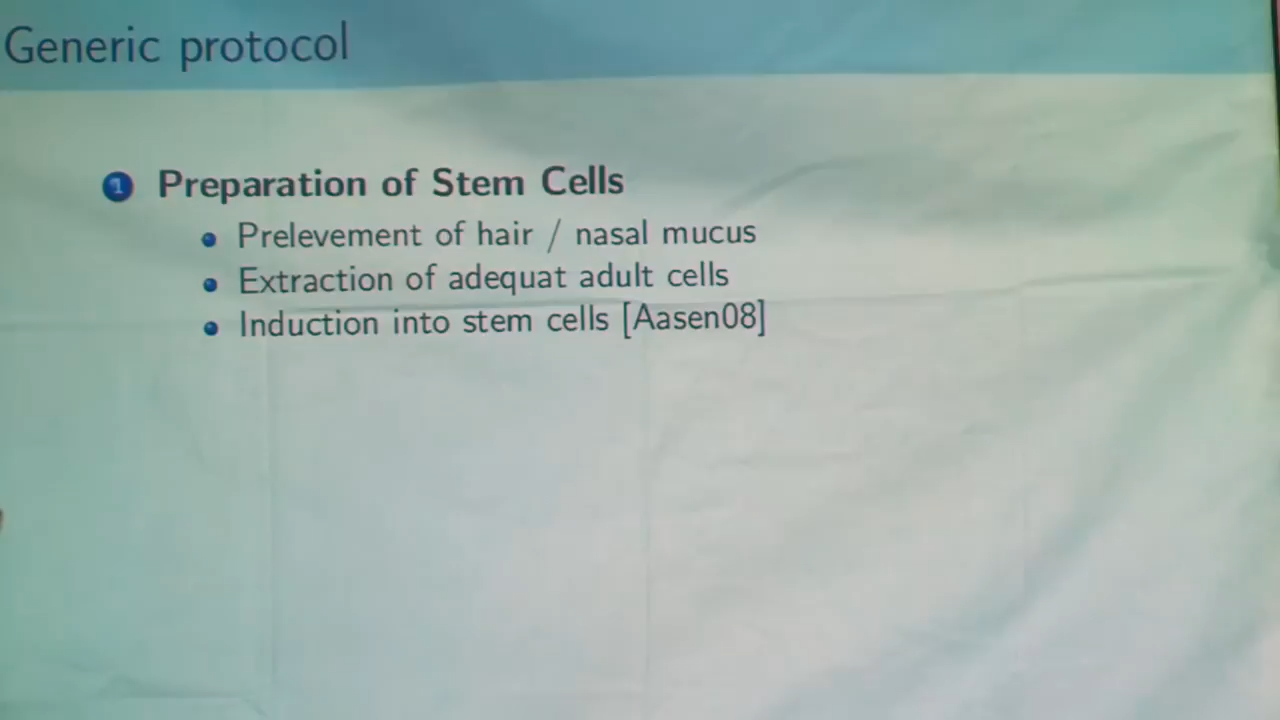 Generic protocol
1 Preparation of Stem Cells
Prelevement of hair / nasal mucus
Extraction of adequat adult cells
Induction into stem cells [Aasen08]